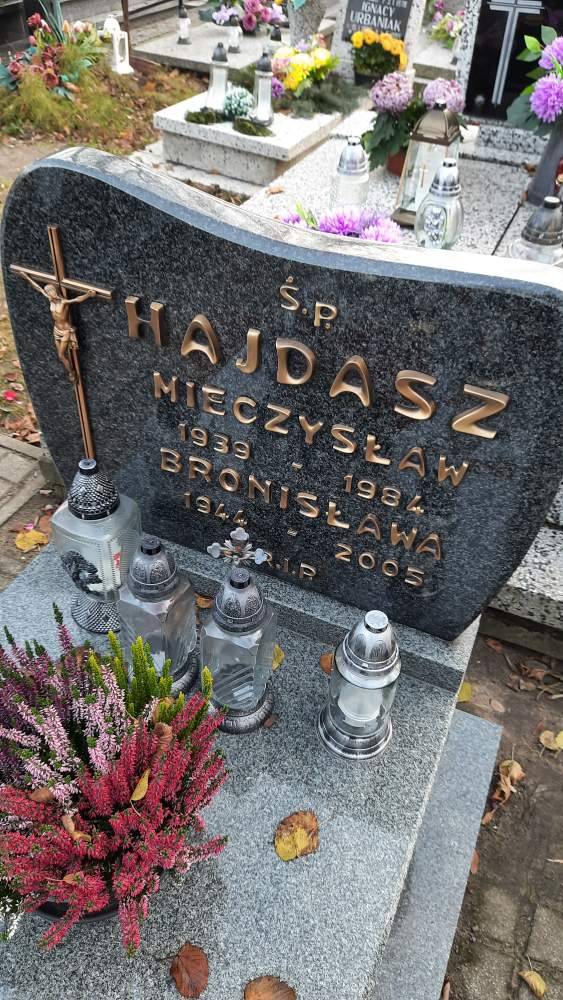 IGNACY
URBANIAK
Ś.P.
HAJDASZ
MIECZYSŁAW
1939 - 1984
BRONISŁAWA
1944 - 2005
R.I.P.